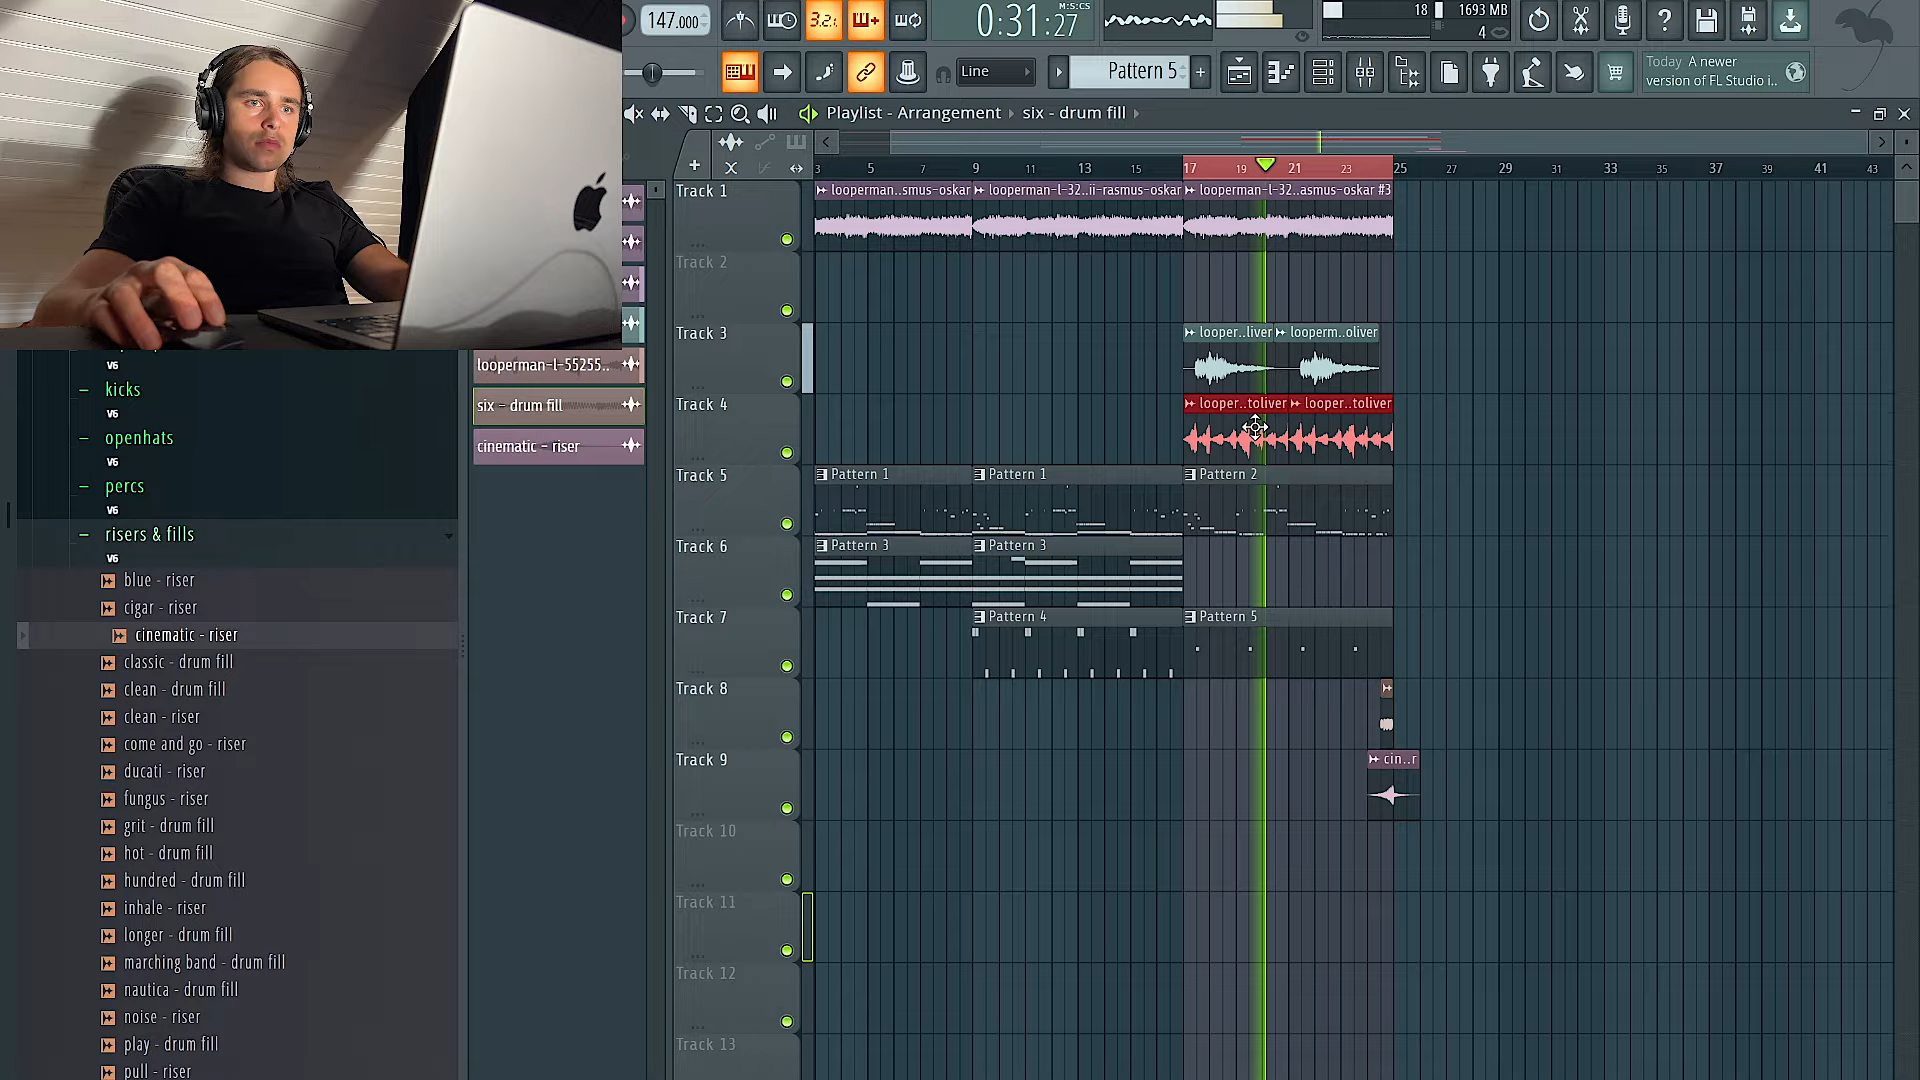 147.000
3.2.
0:31:27
M:S:CS
18
1693 MB
4
Line
Pattern 5
Today A newer
version of FL Studio i..
Playlist - Arrangement
six - drum fill
3 5 7 9 11 13 15 17 19 21 23 25 27 29 31 33 35 37 39 41 43
Track 1
looperman..smus-oskar
looperman-l-32..ii-rasmus-oskar
looperman-l-32..asmus-oskar #3
Track 2
Track 3
looper..liver
looperm..oliver
V6
kicks
V6
looperman-l-55255..
openhats
V6
six - drum fill
Track 4
looper..toliver
looper..toliver
cinematic - riser
percs
V6
Track 5
Pattern 1
Pattern 1
Pattern 2
risers & fills
V6
Track 6
Pattern 3
Pattern 3
blue - riser
cigar - riser
cinematic - riser
Track 7
Pattern 4
Pattern 5
classic - drum fill
clean - drum fill
clean - riser
Track 8
come and go - riser
ducati - riser
Track 9
cin..r
fungus - riser
grit - drum fill
Track 10
hot - drum fill
hundred - drum fill
inhale - riser
Track 11
longer - drum fill
marching band - drum fill
Track 12
nautica - drum fill
noise - riser
play - drum fill
Track 13
pull - riser